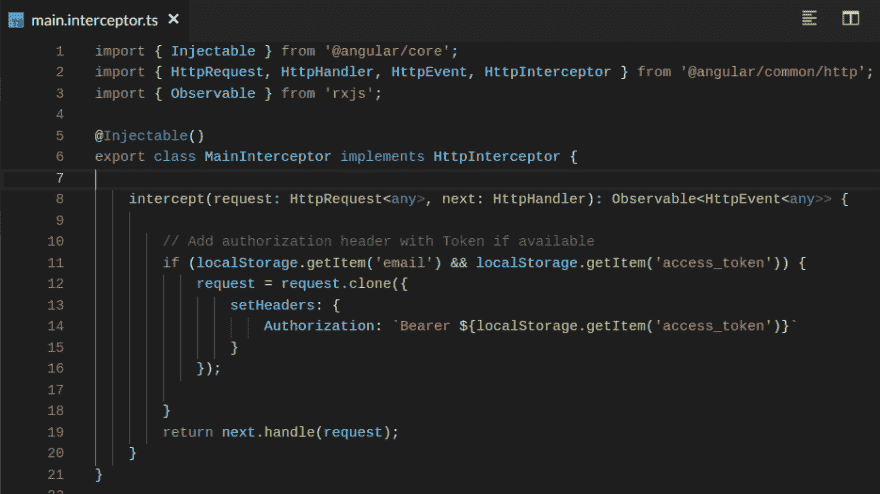 main.interceptor.ts ×
1 import { Injectable } from '@angular/core';
2 import { HttpRequest, HttpHandler, HttpEvent, HttpInterceptor } from '@angular/common/http';
3 import { Observable } from 'rxjs';
4
5 @Injectable()
6 export class MainInterceptor implements HttpInterceptor {
7
8 intercept(request: HttpRequest<any>, next: HttpHandler): Observable<HttpEvent<any>> {
9
10 // Add authorization header with Token if available
11 if (localStorage.getItem('email') && localStorage.getItem('access_token')) {
12 request = request.clone({
13 setHeaders: {
14 Authorization: `Bearer ${localStorage.getItem('access_token')}`
15 }
16 });
17
18 }
19 return next.handle(request);
20 }
21 }